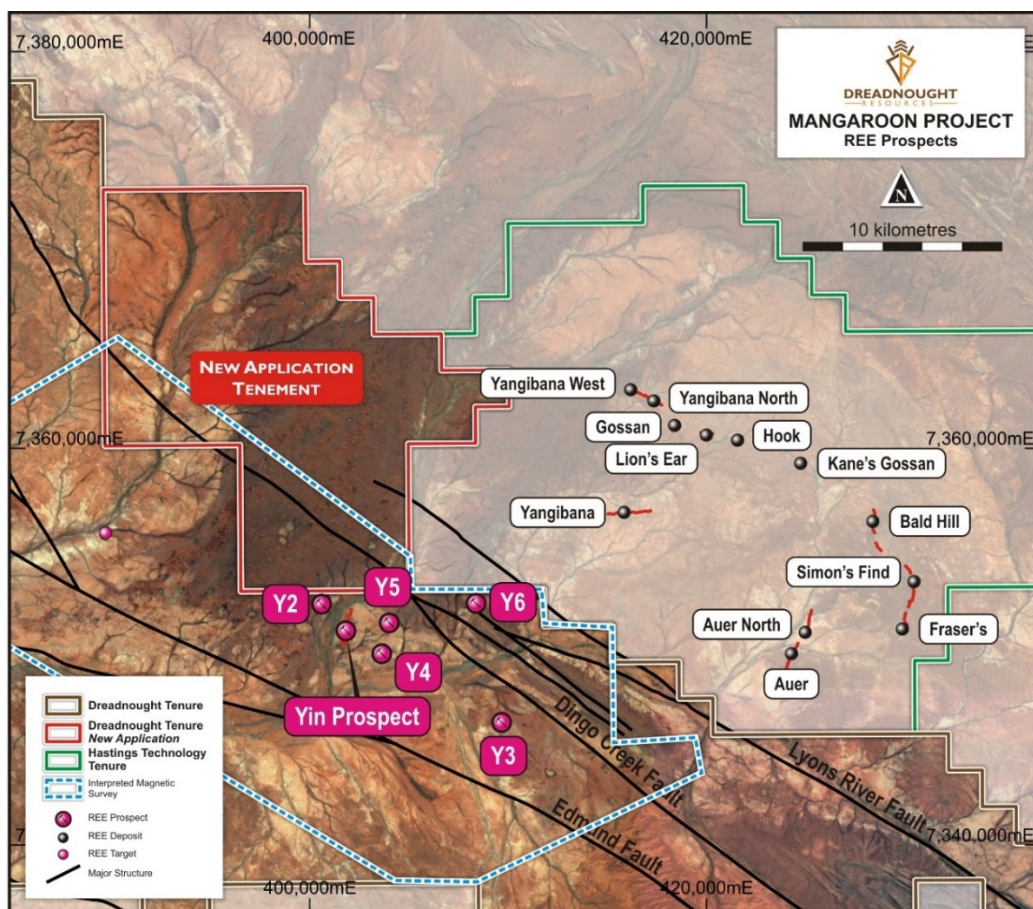 7,380,000mE
400,000mE
420,000mE
DREADNOUGHT
RESOURCES
MANGAROON PROJECT
REE Prospects
N
10 kilometres
NEW APPLICATION
TENEMENT
Yangibana West
Yangibana North
Gossan
Hook
Lion's Ear
7,360,000mE
7,360,000mE
Kane's Gossan
Yangibana
Bald Hill
Simon's Find
Y2
Y5
Y6
Auer North
Fraser's
Y4
Auer
Yin Prospect
Y3
Dingo Creek Fault
Lyons River Fault
Edmund Fault
Dreadnought Tenure
Dreadnought Tenure
New Application
Hastings Technology
Tenure
Interpreted Magnetic
Survey
REE Prospect
REE Deposit
REE Target
Major Structure
7,340,000mE
400,000mE
420,000mE